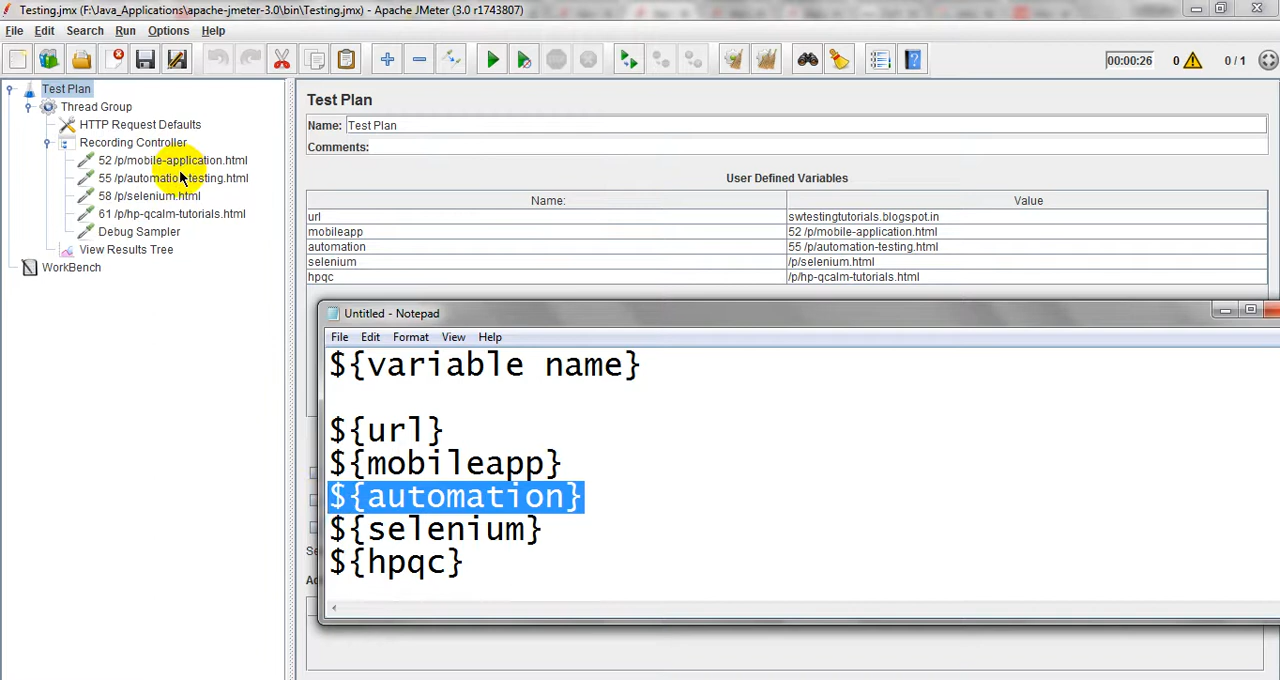 Testing.jmx (F:\Java_Applications\apache-jmeter-3.0\bin\Testing.jmx) - Apache JMeter (3.0 r1743807)
File Edit Search Run Options Help
00:00:26 0 0 / 1
Test Plan
Thread Group
HTTP Request Defaults
Recording Controller
52 /p/mobile-application.html
55 /p/automation-testing.html
58 /p/selenium.html
61 /p/hp-qcalm-tutorials.html
Debug Sampler
View Results Tree
WorkBench
Test Plan
Name: Test Plan
Comments:
User Defined Variables
Name: Value
url swtestingtutorials.blogspot.in
mobileapp 52 /p/mobile-application.html
automation 55 /p/automation-testing.html
selenium /p/selenium.html
hpqc /p/hp-qcalm-tutorials.html
Untitled - Notepad
File Edit Format View Help
${variable name}
${url}
${mobileapp}
${automation}
${selenium}
${hpqc}